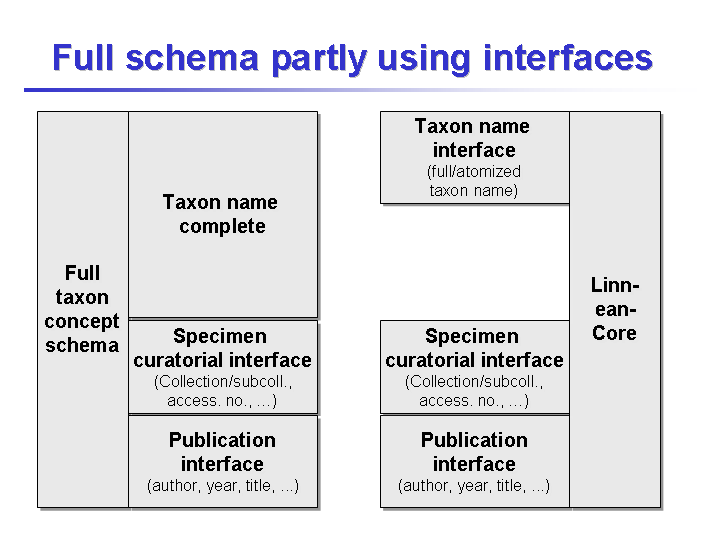 Full schema partly using interfaces
Full
taxon
concept
schema
Taxon name
complete
Specimen
curatorial interface
(Collection/subcoll.,
access. no., ...)
Publication
interface
(author, year, title, ...)
Taxon name
interface
(full/atomized
taxon name)
Specimen
curatorial interface
(Collection/subcoll.,
access. no., ...)
Publication
interface
(author, year, title, ...)
Linn-
ean-
Core